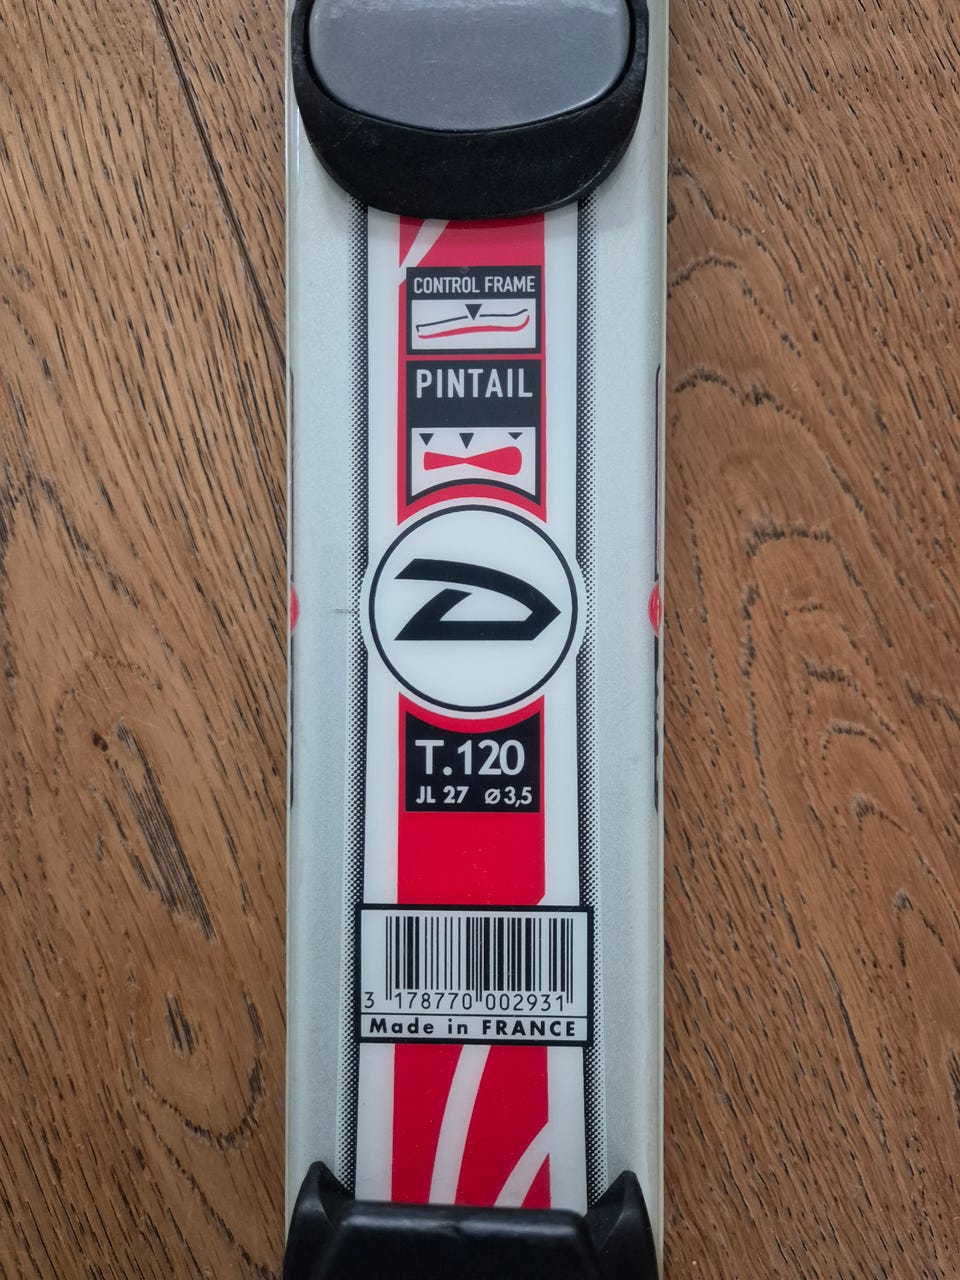 CONTROL FRAME
PINTAIL
D
T.120
JL 27 ø3,5
3 178770 002931
Made in FRANCE